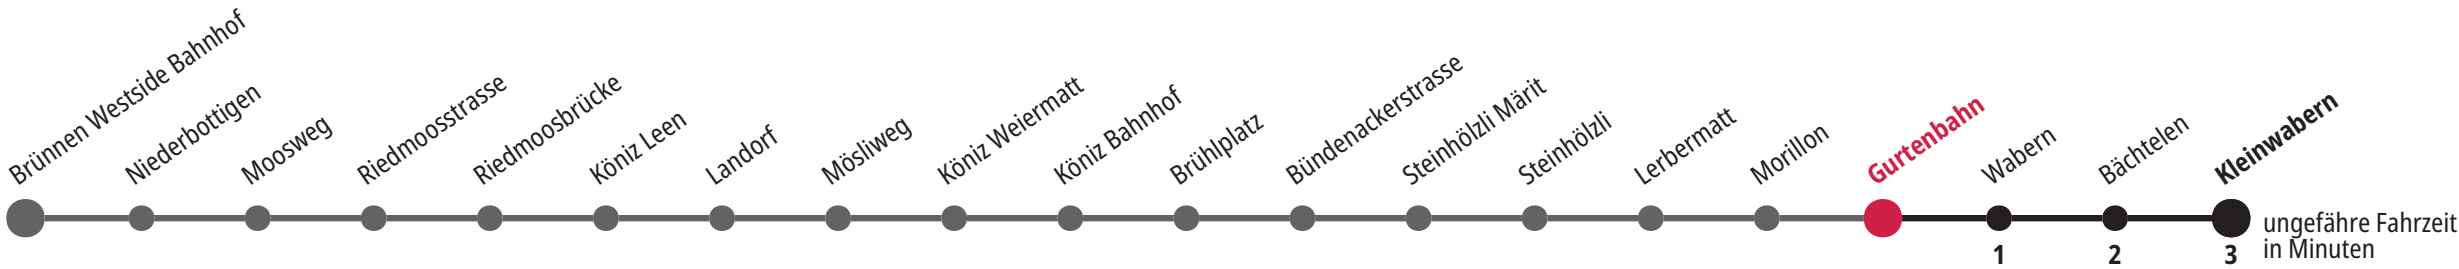 Brünnen Westside Bahnhof
Niederbottigen
Moosweg
Riedmoosstrasse
Riedmoosbrücke
Köniz Leen
Landorf
Mösliweg
Köniz Weiermatt
Köniz Bahnhof
Brühlplatz
Bündenackerstrasse
Steinhölzli Märit
Steinhölzli
Lerbermatt
Morillon
Gurtenbahn
Wabern
Bächtelen
Kleinwabern
1 2 3
ungefähre Fahrzeit
in Minuten